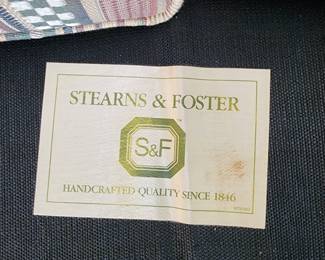 STEARNS & FOSTER
S&F
HANDCRAFTED QUALITY SINCE 1846